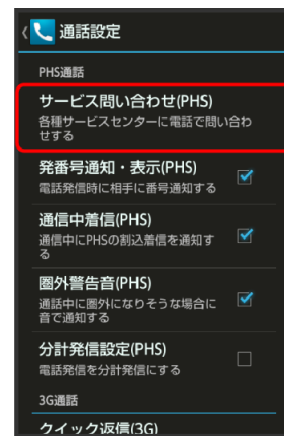 通話設定
PHS通話
サービス問い合わせ(PHS)
各種サービスセンターに電話で問い合わ
せする
発番号通知・表示(PHS)
電話発信時に相手に番号通知する
通信中着信(PHS)
通信中にPHSの割込着信を通知す
る
圏外警告音(PHS)
通話中に圏外になりそうな場合に
音で通知する
分計発信設定(PHS)
電話発信を分計発信にする
3G通話
クイック返信(3G)